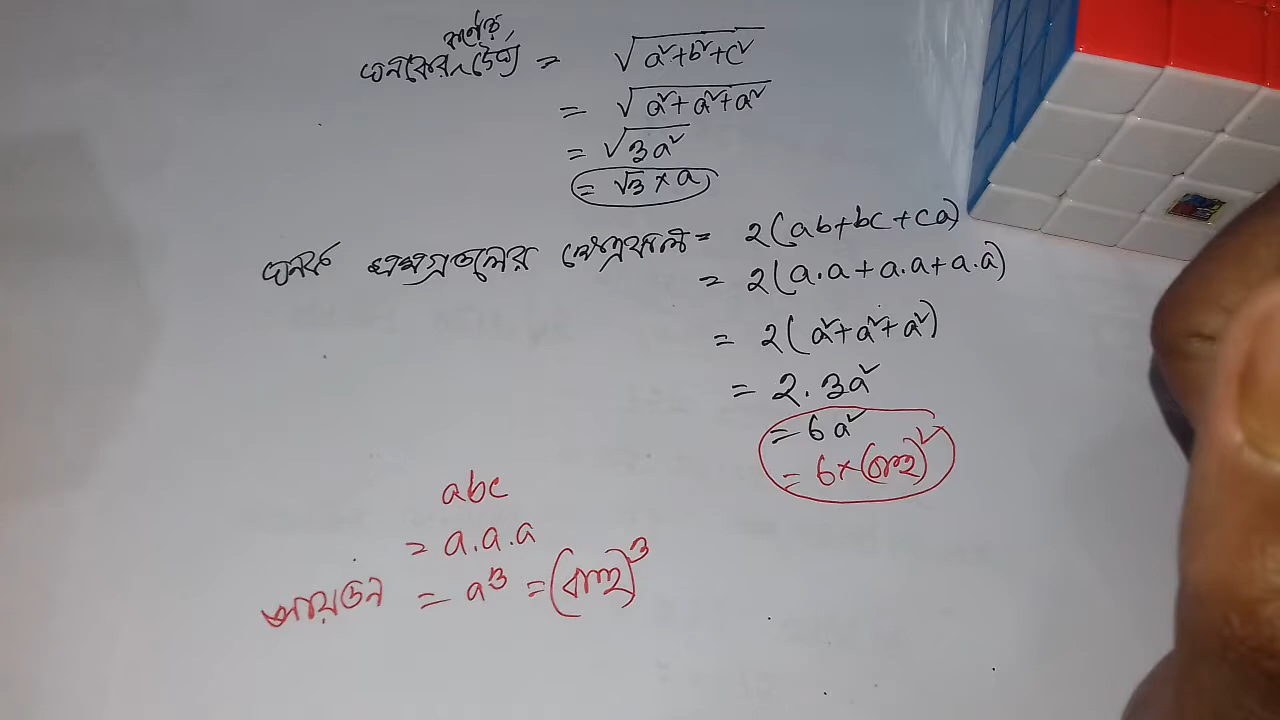 কর্ণের
ঘনকের ^ দৈর্ঘ্য = √a²+b²+c²
= √a²+a²+a²
= √3a²
= √3 × a
ঘনক সমগ্রতলের ক্ষেত্রফল = 2(ab+bc+ca)
= 2(a.a+a.a+a.a)
= 2(a²+a²+a²)
= 2.3a²
= 6a²
= 6×(বাহু)²
abc
= a.a.a
আয়তন = a³ = (বাহু)³